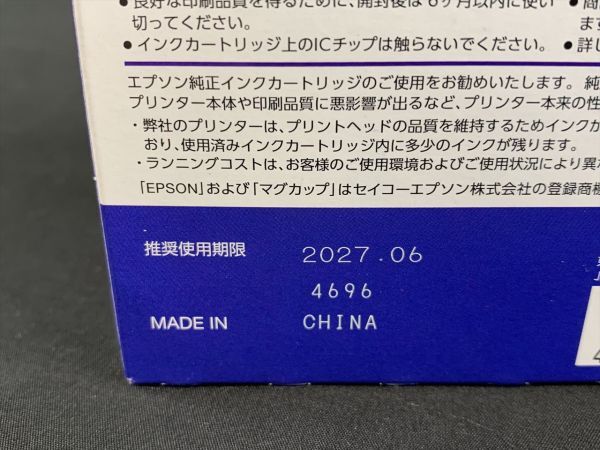 ●良好な印刷品質を得るために、開封後は6ヶ月以内に使い
切ってください。
●インクカートリッジ上のICチップは触らないでください。 ●詳し
エプソン純正インクカートリッジのご使用をお勧めいたします。純
プリンター本体や印刷品質に悪影響が出るなど、プリンター本来の性
・弊社のプリンターは、プリントヘッドの品質を維持するためインクが
おり、使用済みインクカートリッジ内に多少のインクが残ります。
・ランニングコストは、お客様のご使用環境およびご使用状況により異な
「EPSON」および「マグカップ」はセイコーエプソン株式会社の登録商標
推奨使用期限 2027.06
4696
MADE IN CHINA